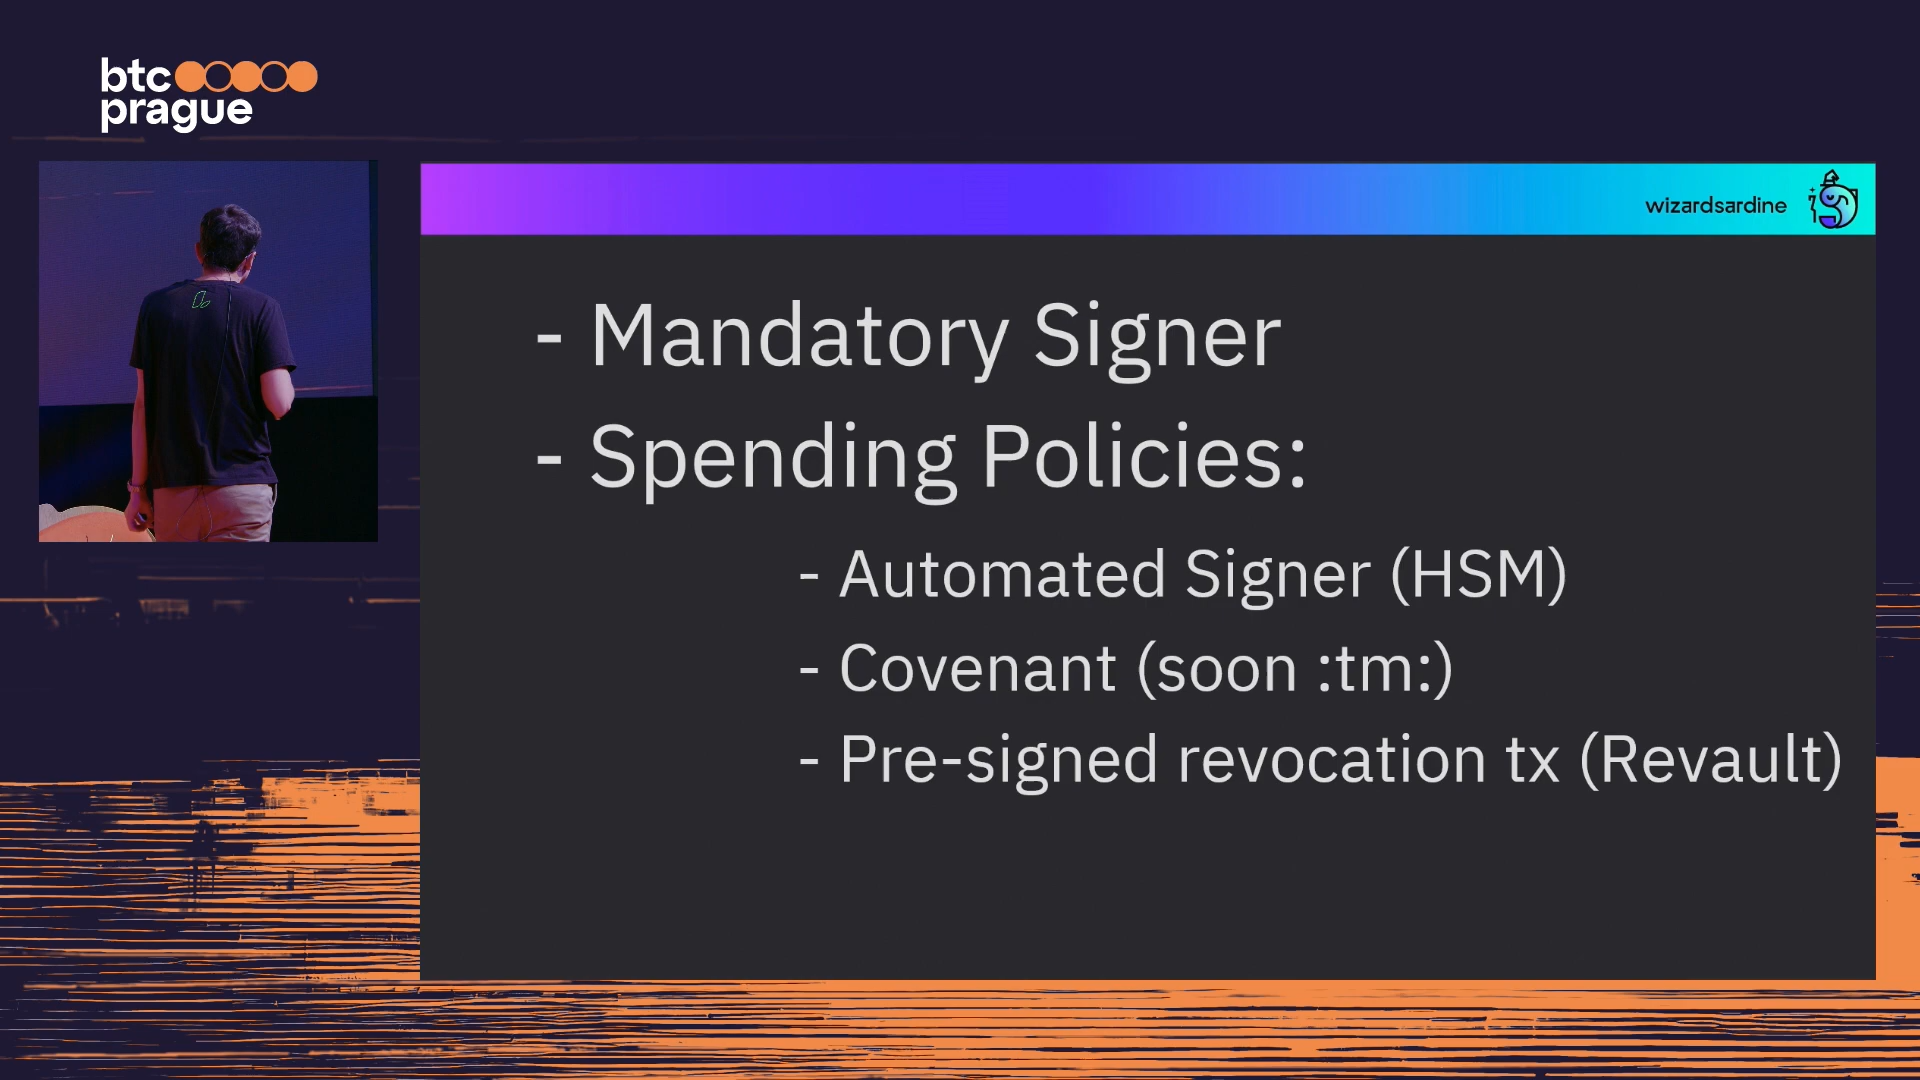 btc
prague
wizardsardine
- Mandatory Signer
- Spending Policies:
- Automated Signer (HSM)
- Covenant (soon :tm:)
- Pre-signed revocation tx (Revault)